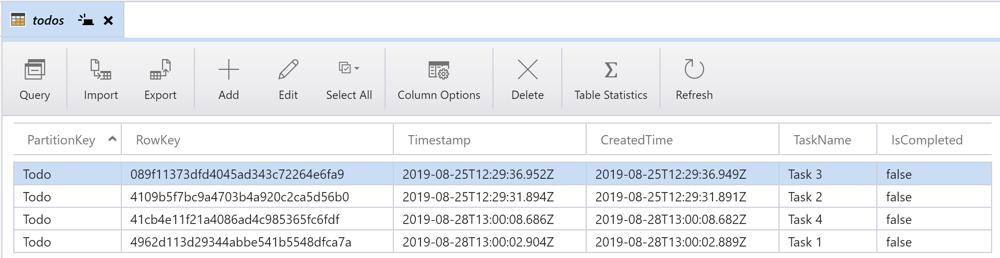 todos
Query Import Export Add Edit Select All Column Options Delete Table Statistics Refresh
PartitionKey RowKey Timestamp CreatedTime TaskName IsCompleted
Todo 089f11373dfd4045ad343c72264e6fa9 2019-08-25T12:29:36.952Z 2019-08-25T12:29:36.949Z Task 3 false
Todo 4109b5f7bc9a4703b4a920c2ca5d56b0 2019-08-25T12:29:31.894Z 2019-08-25T12:29:31.891Z Task 2 false
Todo 41cb4e11f21a4086ad4c985365fc6fdf 2019-08-28T13:00:08.686Z 2019-08-28T13:00:08.682Z Task 4 false
Todo 4962d113d29344abbe541b5548dfca7a 2019-08-28T13:00:02.904Z 2019-08-28T13:00:02.889Z Task 1 false